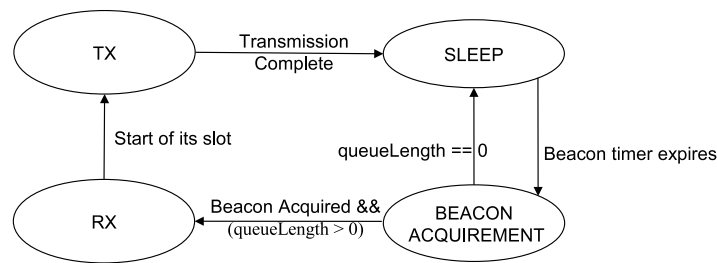 TX
Transmission
Complete
SLEEP
Start of its slot
queueLength == 0
Beacon timer expires
RX
Beacon Acquired &&
(queueLength > 0)
BEACON
ACQUIREMENT